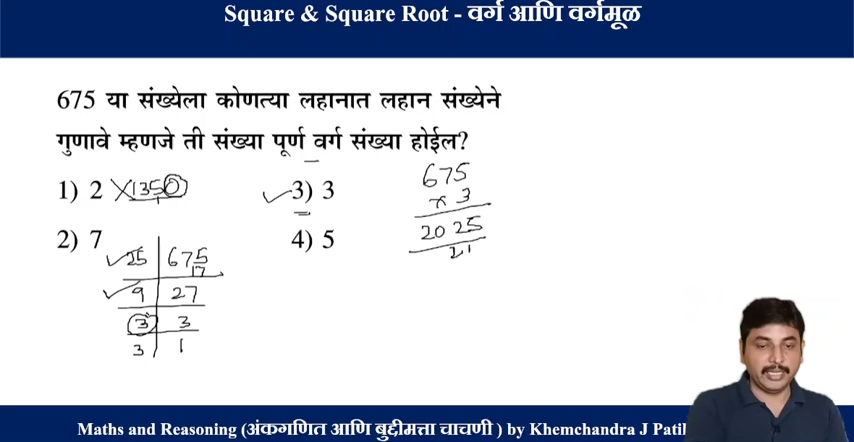 Square & Square Root - वर्ग आणि वर्गमूळ
675 या संख्येला कोणत्या लहानात लहान संख्येने
गुणावे म्हणजे ती संख्या पूर्ण वर्ग संख्या होईल?
1) 2 ×1350
3) 3
2) 7
4) 5
675
× 3
2025
25 | 675
9 | 27
3 | 3
3 | 1
Maths and Reasoning (अंकगणित आणि बुद्दीमत्ता चाचणी ) by Khemchandra J Patil